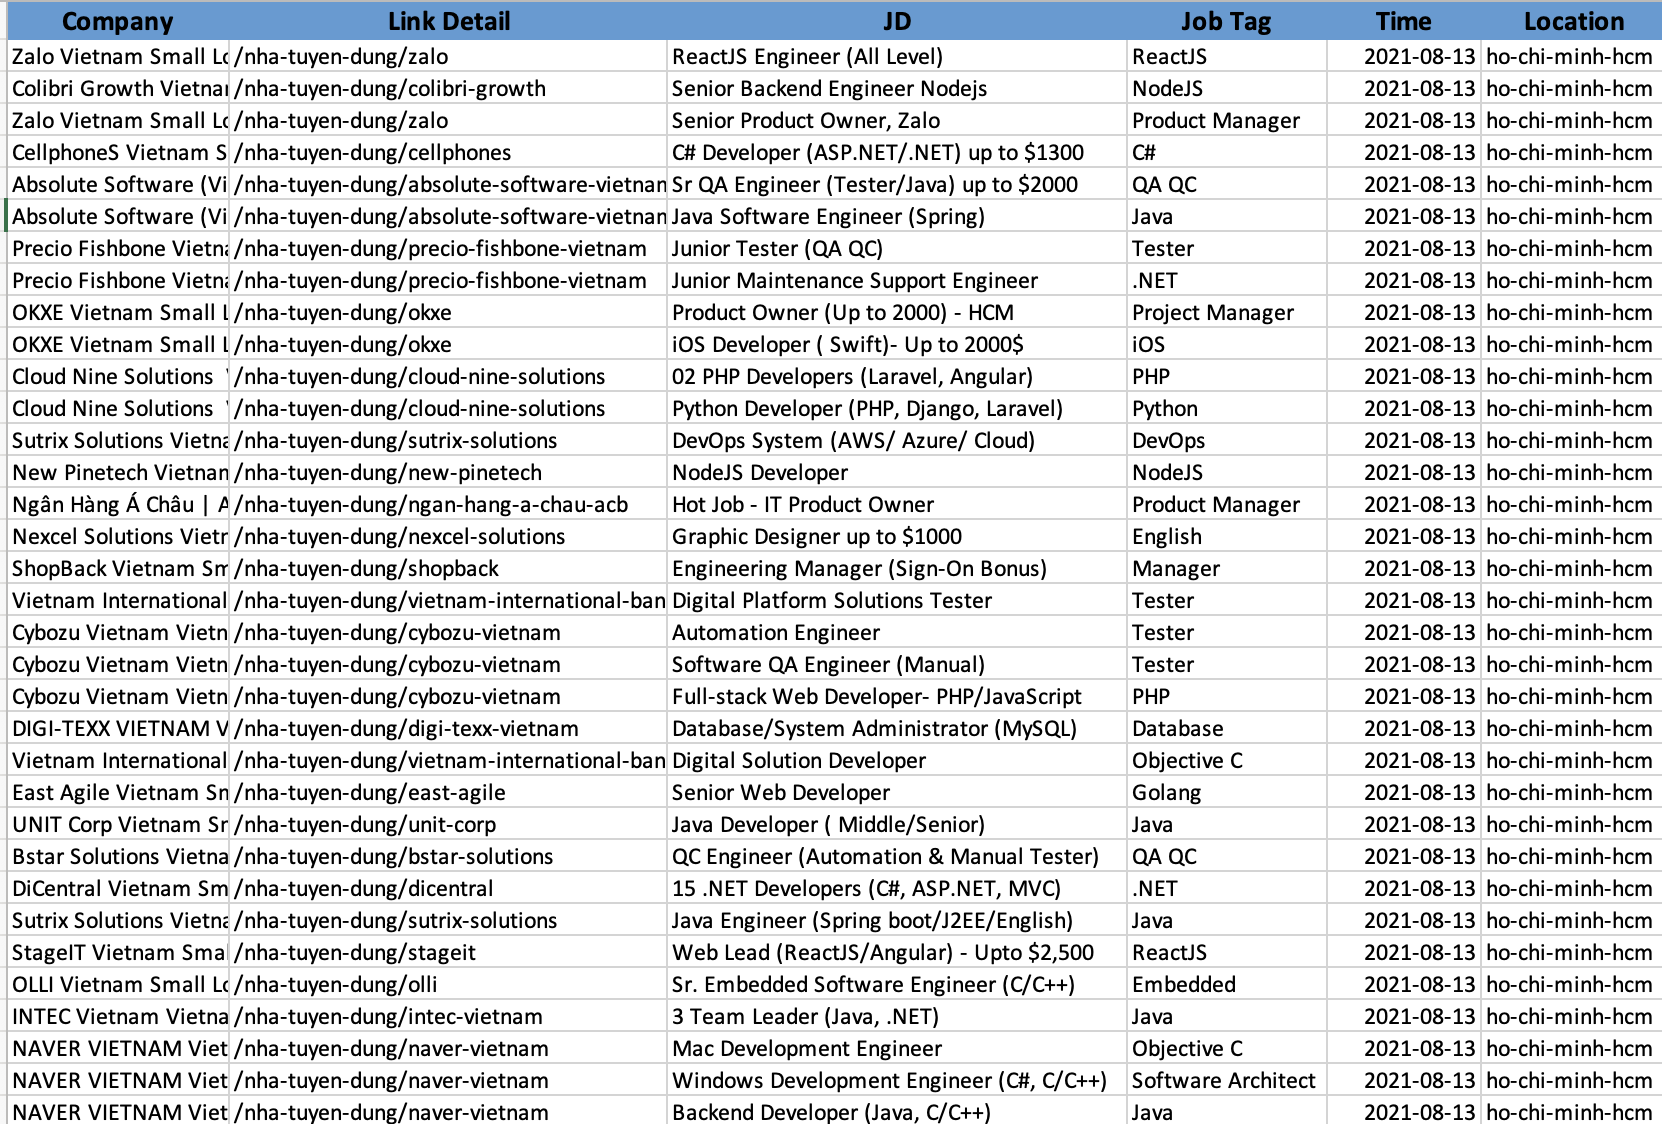 Company Link Detail JD Job Tag Time Location
Zalo Vietnam Small Lo /nha-tuyen-dung/zalo ReactJS Engineer (All Level) ReactJS 2021-08-13 ho-chi-minh-hcm
Colibri Growth Vietnar /nha-tuyen-dung/colibri-growth Senior Backend Engineer Nodejs NodeJS 2021-08-13 ho-chi-minh-hcm
Zalo Vietnam Small Lo /nha-tuyen-dung/zalo Senior Product Owner, Zalo Product Manager 2021-08-13 ho-chi-minh-hcm
CellphoneS Vietnam S /nha-tuyen-dung/cellphones C# Developer (ASP.NET/.NET) up to $1300 C# 2021-08-13 ho-chi-minh-hcm
Absolute Software (Vi /nha-tuyen-dung/absolute-software-vietnan Sr QA Engineer (Tester/Java) up to $2000 QA QC 2021-08-13 ho-chi-minh-hcm
Absolute Software (Vi /nha-tuyen-dung/absolute-software-vietnan Java Software Engineer (Spring) Java 2021-08-13 ho-chi-minh-hcm
Precio Fishbone Vietna /nha-tuyen-dung/precio-fishbone-vietnam Junior Tester (QA QC) Tester 2021-08-13 ho-chi-minh-hcm
Precio Fishbone Vietna /nha-tuyen-dung/precio-fishbone-vietnam Junior Maintenance Support Engineer .NET 2021-08-13 ho-chi-minh-hcm
OKXE Vietnam Small L /nha-tuyen-dung/okxe Product Owner (Up to 2000) - HCM Project Manager 2021-08-13 ho-chi-minh-hcm
OKXE Vietnam Small L /nha-tuyen-dung/okxe iOS Developer ( Swift)- Up to 2000$ iOS 2021-08-13 ho-chi-minh-hcm
Cloud Nine Solutions /nha-tuyen-dung/cloud-nine-solutions 02 PHP Developers (Laravel, Angular) PHP 2021-08-13 ho-chi-minh-hcm
Cloud Nine Solutions /nha-tuyen-dung/cloud-nine-solutions Python Developer (PHP, Django, Laravel) Python 2021-08-13 ho-chi-minh-hcm
Sutrix Solutions Vietna /nha-tuyen-dung/sutrix-solutions DevOps System (AWS/ Azure/ Cloud) DevOps 2021-08-13 ho-chi-minh-hcm
New Pinetech Vietnan /nha-tuyen-dung/new-pinetech NodeJS Developer NodeJS 2021-08-13 ho-chi-minh-hcm
Ngân Hàng Á Châu | A /nha-tuyen-dung/ngan-hang-a-chau-acb Hot Job - IT Product Owner Product Manager 2021-08-13 ho-chi-minh-hcm
Nexcel Solutions Vietr /nha-tuyen-dung/nexcel-solutions Graphic Designer up to $1000 English 2021-08-13 ho-chi-minh-hcm
ShopBack Vietnam Sm /nha-tuyen-dung/shopback Engineering Manager (Sign-On Bonus) Manager 2021-08-13 ho-chi-minh-hcm
Vietnam International /nha-tuyen-dung/vietnam-international-ban Digital Platform Solutions Tester Tester 2021-08-13 ho-chi-minh-hcm
Cybozu Vietnam Vietn /nha-tuyen-dung/cybozu-vietnam Automation Engineer Tester 2021-08-13 ho-chi-minh-hcm
Cybozu Vietnam Vietn /nha-tuyen-dung/cybozu-vietnam Software QA Engineer (Manual) Tester 2021-08-13 ho-chi-minh-hcm
Cybozu Vietnam Vietn /nha-tuyen-dung/cybozu-vietnam Full-stack Web Developer- PHP/JavaScript PHP 2021-08-13 ho-chi-minh-hcm
DIGI-TEXX VIETNAM V /nha-tuyen-dung/digi-texx-vietnam Database/System Administrator (MySQL) Database 2021-08-13 ho-chi-minh-hcm
Vietnam International /nha-tuyen-dung/vietnam-international-ban Digital Solution Developer Objective C 2021-08-13 ho-chi-minh-hcm
East Agile Vietnam Sn /nha-tuyen-dung/east-agile Senior Web Developer Golang 2021-08-13 ho-chi-minh-hcm
UNIT Corp Vietnam Sr /nha-tuyen-dung/unit-corp Java Developer ( Middle/Senior) Java 2021-08-13 ho-chi-minh-hcm
Bstar Solutions Vietna /nha-tuyen-dung/bstar-solutions QC Engineer (Automation & Manual Tester) QA QC 2021-08-13 ho-chi-minh-hcm
DiCentral Vietnam Sm /nha-tuyen-dung/dicentral 15 .NET Developers (C#, ASP.NET, MVC) .NET 2021-08-13 ho-chi-minh-hcm
Sutrix Solutions Vietna /nha-tuyen-dung/sutrix-solutions Java Engineer (Spring boot/J2EE/English) Java 2021-08-13 ho-chi-minh-hcm
StageIT Vietnam Smal /nha-tuyen-dung/stageit Web Lead (ReactJS/Angular) - Upto $2,500 ReactJS 2021-08-13 ho-chi-minh-hcm
OLLI Vietnam Small Lo /nha-tuyen-dung/olli Sr. Embedded Software Engineer (C/C++) Embedded 2021-08-13 ho-chi-minh-hcm
INTEC Vietnam Vietna /nha-tuyen-dung/intec-vietnam 3 Team Leader (Java, .NET) Java 2021-08-13 ho-chi-minh-hcm
NAVER VIETNAM Viet /nha-tuyen-dung/naver-vietnam Mac Development Engineer Objective C 2021-08-13 ho-chi-minh-hcm
NAVER VIETNAM Viet /nha-tuyen-dung/naver-vietnam Windows Development Engineer (C#, C/C++) Software Architect 2021-08-13 ho-chi-minh-hcm
NAVER VIETNAM Viet /nha-tuyen-dung/naver-vietnam Backend Developer (Java, C/C++) Java 2021-08-13 ho-chi-minh-hcm